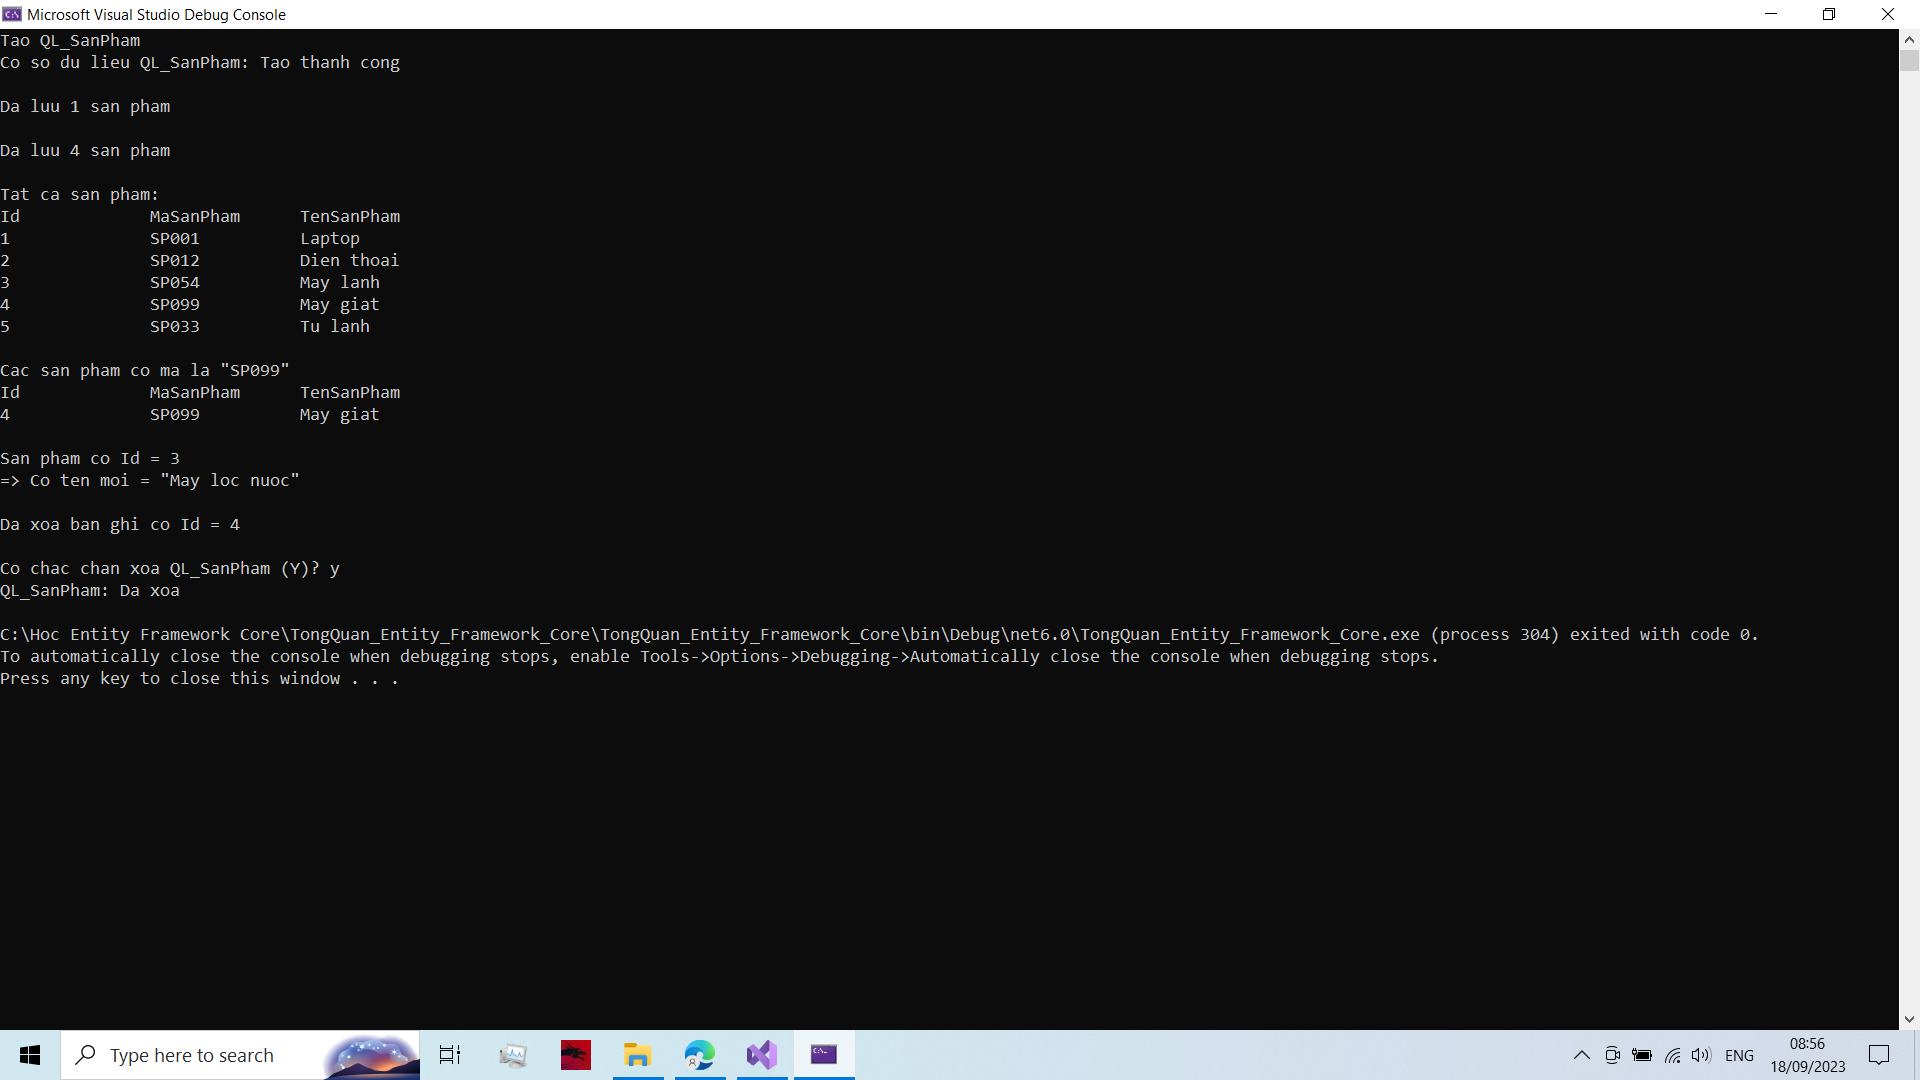 Microsoft Visual Studio Debug Console
Tao QL_SanPham
Co so du lieu QL_SanPham: Tao thanh cong
Da luu 1 san pham
Da luu 4 san pham
Tat ca san pham:
Id MaSanPham TenSanPham
1 SP001 Laptop
2 SP012 Dien thoai
3 SP054 May lanh
4 SP099 May giat
5 SP033 Tu lanh
Cac san pham co ma la "SP099"
Id MaSanPham TenSanPham
4 SP099 May giat
San pham co Id = 3
=> Co ten moi = "May loc nuoc"
Da xoa ban ghi co Id = 4
Co chac chan xoa QL_SanPham (Y)? y
QL_SanPham: Da xoa
C:\Hoc Entity Framework Core\TongQuan_Entity_Framework_Core\TongQuan_Entity_Framework_Core\bin\Debug\net6.0\TongQuan_Entity_Framework_Core.exe (process 304) exited with code 0.
To automatically close the console when debugging stops, enable Tools->Options->Debugging->Automatically close the console when debugging stops.
Press any key to close this window . . .
Type here to search
ENG
08:56
18/09/2023